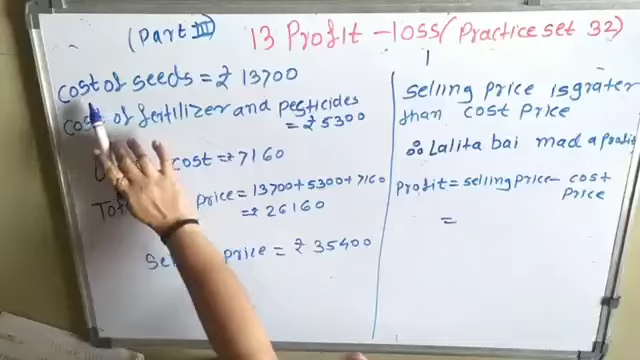 (Part III) 13 Profit -loss (Practice set 32)
cost of seeds = ₹ 13700
cost of fertilizer and pesticides
= ₹5300
cost = ₹7160
price = 13700+5300+7160
= ₹26160
price = ₹ 35400
selling price is grater
than cost price
∴ Lalita bai mad a profit
Profit = selling price - cost
price
=